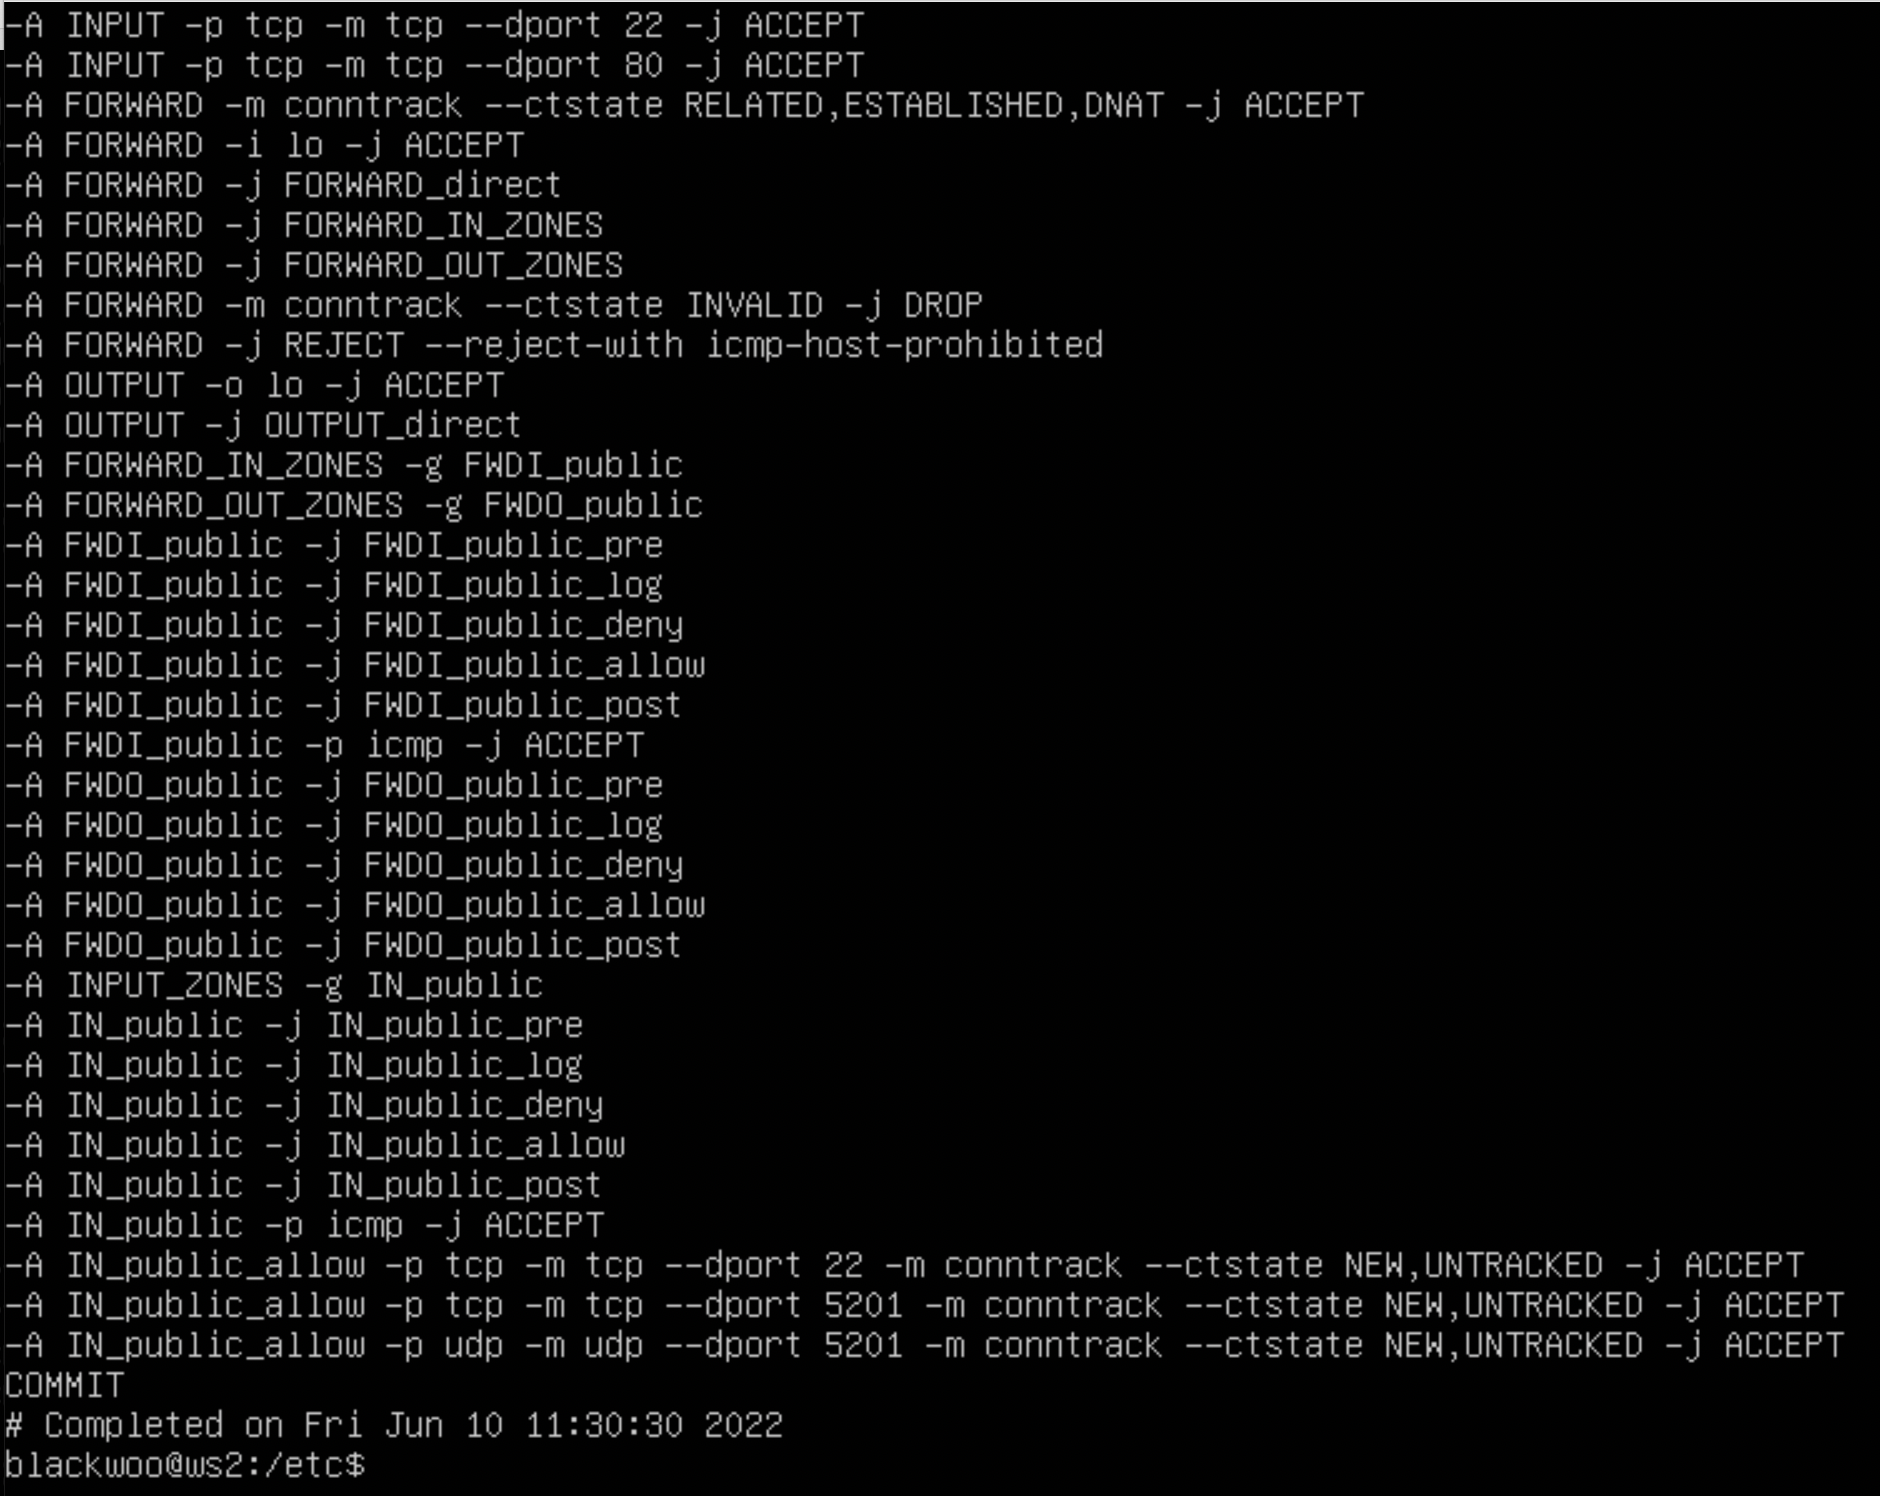 -A INPUT -p tcp -m tcp --dport 22 -j ACCEPT
-A INPUT -p tcp -m tcp --dport 80 -j ACCEPT
-A FORWARD -m conntrack --ctstate RELATED,ESTABLISHED,DNAT -j ACCEPT
-A FORWARD -i lo -j ACCEPT
-A FORWARD -j FORWARD_direct
-A FORWARD -j FORWARD_IN_ZONES
-A FORWARD -j FORWARD_OUT_ZONES
-A FORWARD -m conntrack --ctstate INVALID -j DROP
-A FORWARD -j REJECT --reject-with icmp-host-prohibited
-A OUTPUT -o lo -j ACCEPT
-A OUTPUT -j OUTPUT_direct
-A FORWARD_IN_ZONES -g FWDI_public
-A FORWARD_OUT_ZONES -g FWDO_public
-A FWDI_public -j FWDI_public_pre
-A FWDI_public -j FWDI_public_log
-A FWDI_public -j FWDI_public_deny
-A FWDI_public -j FWDI_public_allow
-A FWDI_public -j FWDI_public_post
-A FWDI_public -p icmp -j ACCEPT
-A FWDO_public -j FWDO_public_pre
-A FWDO_public -j FWDO_public_log
-A FWDO_public -j FWDO_public_deny
-A FWDO_public -j FWDO_public_allow
-A FWDO_public -j FWDO_public_post
-A INPUT_ZONES -g IN_public
-A IN_public -j IN_public_pre
-A IN_public -j IN_public_log
-A IN_public -j IN_public_deny
-A IN_public -j IN_public_allow
-A IN_public -j IN_public_post
-A IN_public -p icmp -j ACCEPT
-A IN_public_allow -p tcp -m tcp --dport 22 -m conntrack --ctstate NEW,UNTRACKED -j ACCEPT
-A IN_public_allow -p tcp -m tcp --dport 5201 -m conntrack --ctstate NEW,UNTRACKED -j ACCEPT
-A IN_public_allow -p udp -m udp --dport 5201 -m conntrack --ctstate NEW,UNTRACKED -j ACCEPT
COMMIT
# Completed on Fri Jun 10 11:30:30 2022
blackwoo@ws2:/etc$